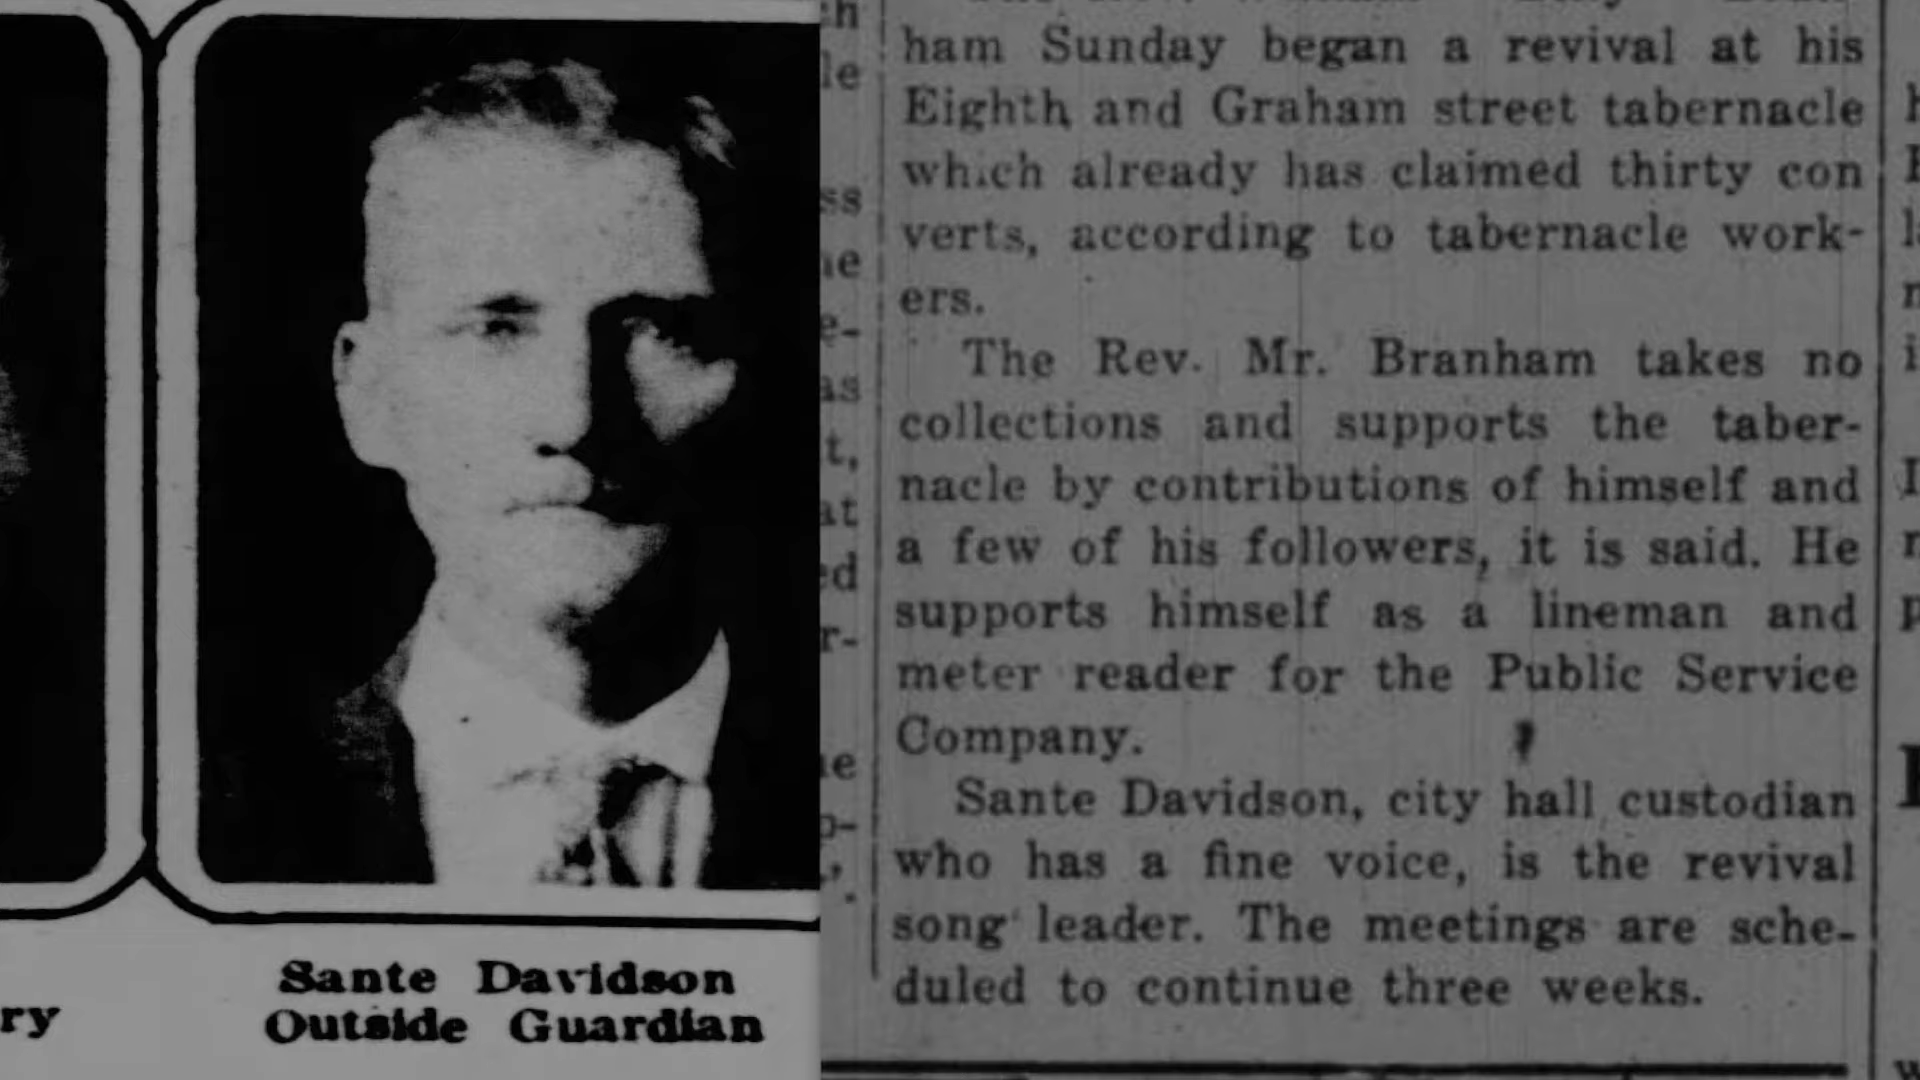 Sante Davidson
Outside Guardian
ry
ham Sunday began a revival at his
Eighth and Graham street tabernacle
which already has claimed thirty con
verts, according to tabernacle work-
ers.
The Rev. Mr. Branham takes no
collections and supports the taber-
nacle by contributions of himself and
a few of his followers, it is said. He
supports himself as a lineman and
meter reader for the Public Service
Company.
Sante Davidson, city hall custodian
who has a fine voice, is the revival
song leader. The meetings are sche-
duled to continue three weeks.